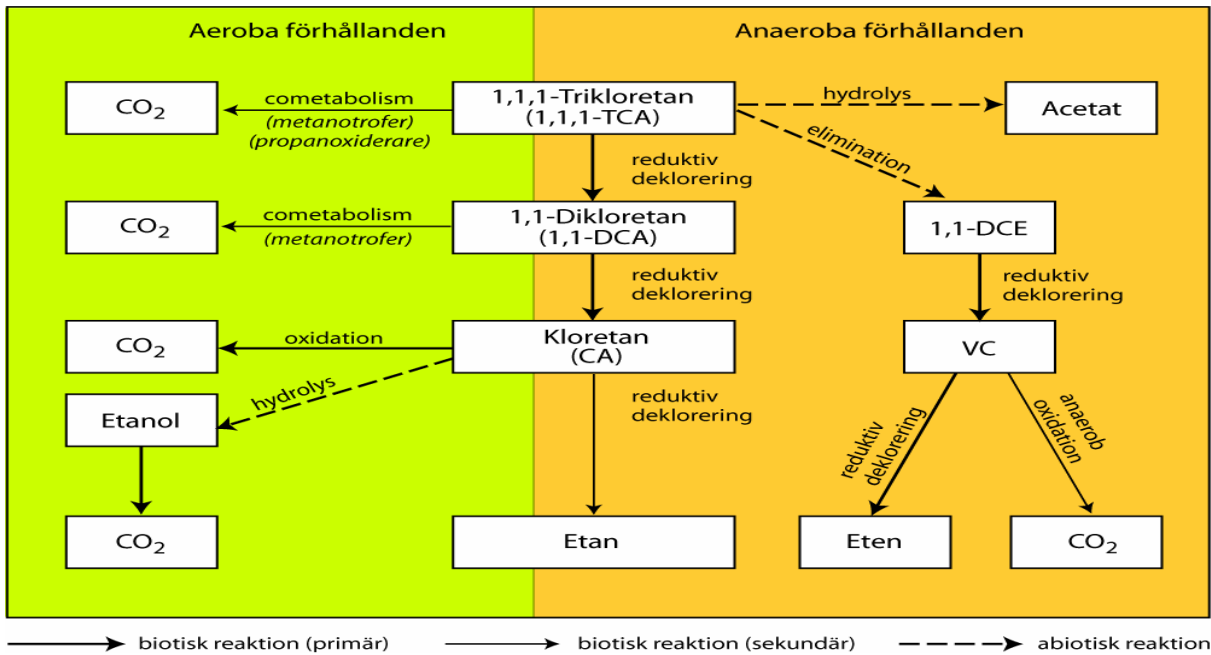 Aeroba förhållanden
Anaeroba förhållanden
CO2
cometabolism
(metanotrofer)
(propanoxiderare)
1,1,1-Trikloretan
(1,1,1-TCA)
hydrolys
Acetat
elimination
reduktiv
deklorering
CO2
cometabolism
(metanotrofer)
1,1-Dikloretan
(1,1-DCA)
1,1-DCE
reduktiv
deklorering
reduktiv
deklorering
CO2
oxidation
Kloretan
(CA)
VC
hydrolys
Etanol
reduktiv
deklorering
reduktiv
deklorering
anaerob
oxidation
CO2
Etan
Eten
CO2
biotisk reaktion (primär)
biotisk reaktion (sekundär)
abiotisk reaktion